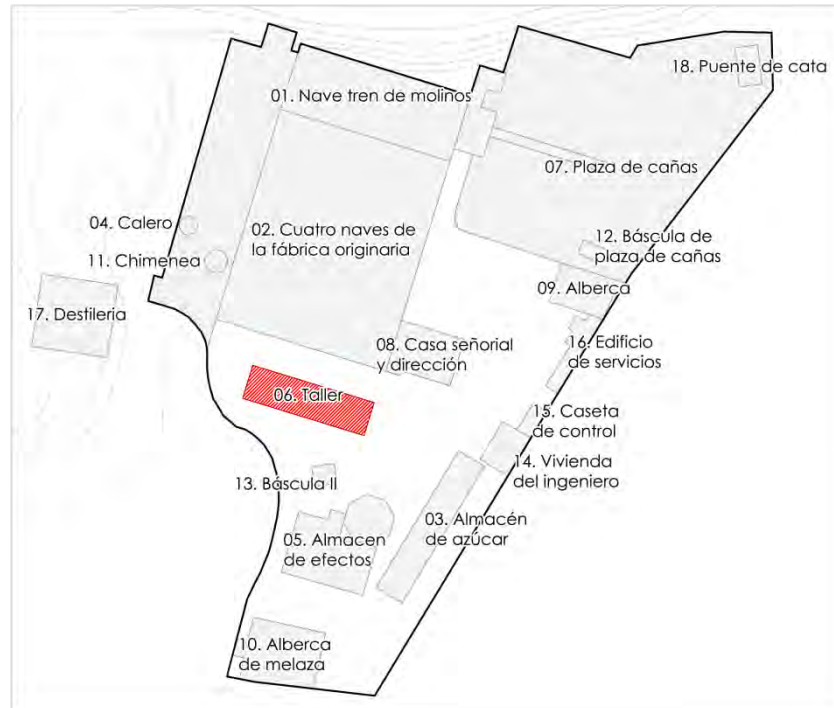 18. Puente de cata
01. Nave tren de molinos
07. Plaza de cañas
04. Calero
02. Cuatro naves de
la fábrica originaria
12. Báscula de
plaza de cañas
11. Chimenea
09. Alberca
17. Destileria
08. Casa señorial
y dirección
16. Edificio
de servicios
06. Taller
15. Caseta
de control
14. Vivienda
del ingeniero
13. Báscula II
03. Almacén
de azúcar
05. Almacen
de efectos
10. Alberca
de melaza